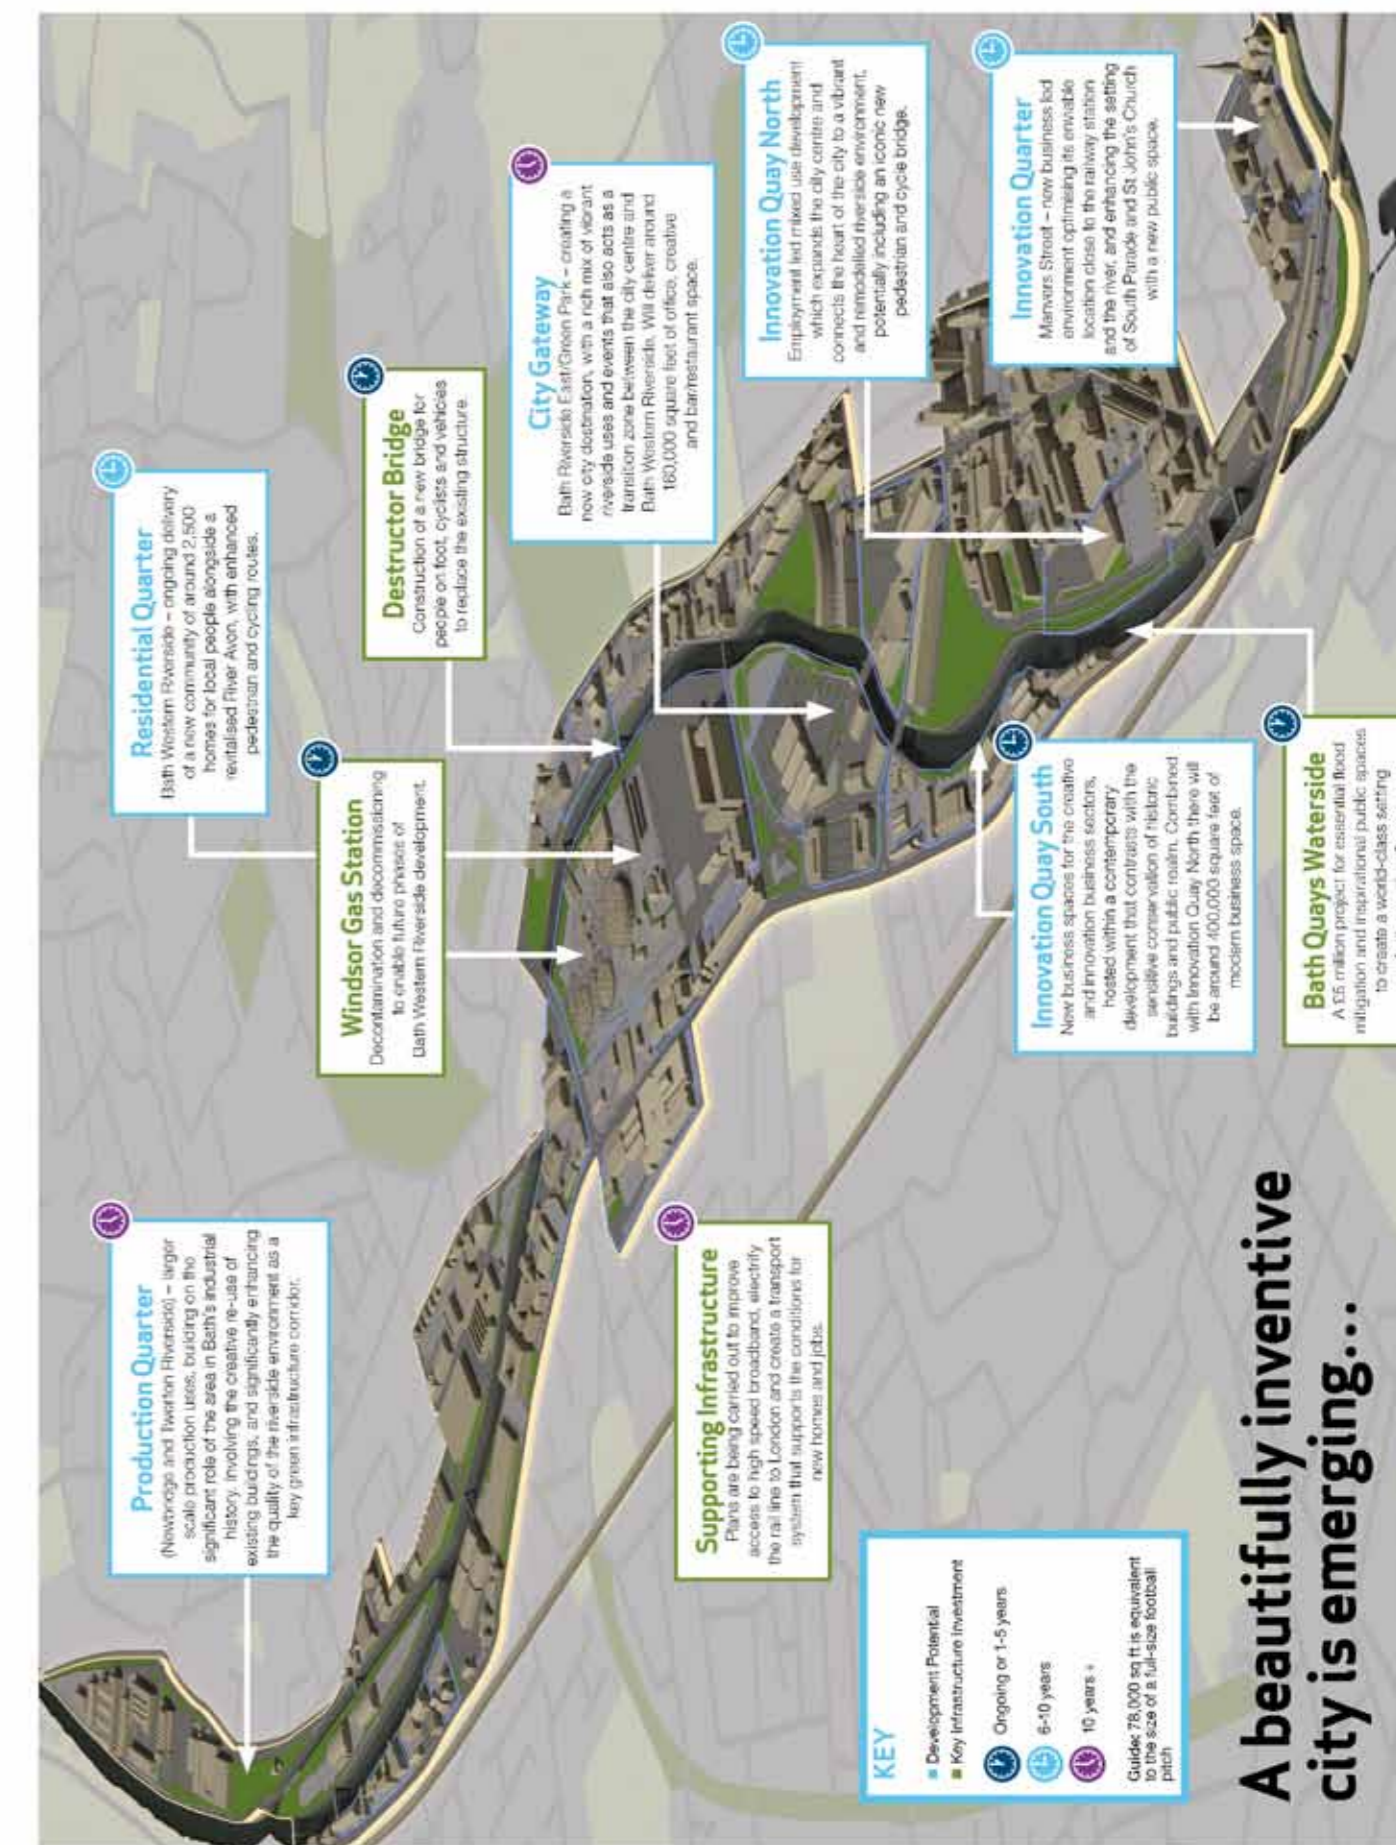 Production Quarter
(Newbridge and Twerton Riverside) – larger
scale production uses, building on the
significant role of the area in Bath's industrial
history. Involving the creative re-use of
existing buildings, and significantly enhancing
the quality of the riverside environment as a
key green infrastructure corridor.
Residential Quarter
Bath Western Riverside – ongoing delivery
of a new community of around 2,500
homes for local people alongside a
revitalised River Avon, with enhanced
pedestrian and cycling routes.
Windsor Gas Station
Decontamination and decommissioning
to enable future phases of
Bath Western Riverside development.
Destructor Bridge
Construction of a new bridge for
people on foot, cyclists and vehicles
to replace the existing structure.
City Gateway
Bath Riverside East/Green Park – creating a
new city destination, with a rich mix of vibrant
riverside uses and events that also acts as a
transition zone between the city centre and
Bath Western Riverside. Will deliver around
160,000 square feet of office, creative
and bar/restaurant space.
Innovation Quay North
Employment led mixed use development
which expands the city centre and
connects the heart of the city to a vibrant
and remodelled riverside environment,
potentially including an iconic new
pedestrian and cycle bridge.
Innovation Quarter
Manvers Street – new business led
environment optimising its enviable
location close to the railway station
and the river, and enhancing the setting
of South Parade and St John's Church
with a new public space.
Supporting Infrastructure
Plans are being carried out to improve
access to high speed broadband, electrify
the rail line to London and create a transport
system that supports the conditions for
new homes and jobs.
Innovation Quay South
New business spaces for the creative
and innovation business sectors,
hosted within a contemporary
development that contrasts with the
sensitive conservation of historic
buildings and public realm. Combined
with Innovation Quay North there will
be around 400,000 square feet of
modern business space.
Bath Quays Waterside
A £5 million project for essential flood
mitigation and inspirational public spaces
to create a world-class setting
KEY
Development Potential
Key Infrastructure Investment
Ongoing or 1-5 years
6-10 years
10 years +
Guide: 78,000 sq ft is equivalent
to the size of a full-size football
pitch
A beautifully inventive
city is emerging...